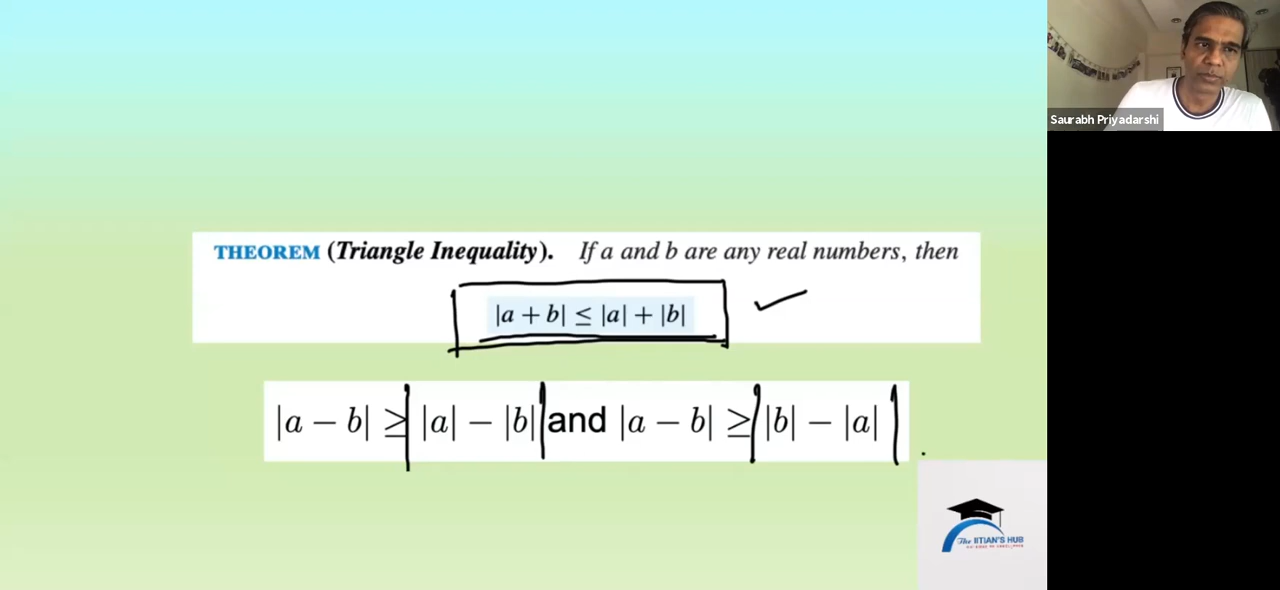 Saurabh Priyadarshi
THEOREM (Triangle Inequality). If a and b are any real numbers, then
|a + b| ≤ |a| + |b|
|a − b| ≥ ||a| − |b|| and |a − b| ≥ ||b| − |a||
The IITIAN'S HUB